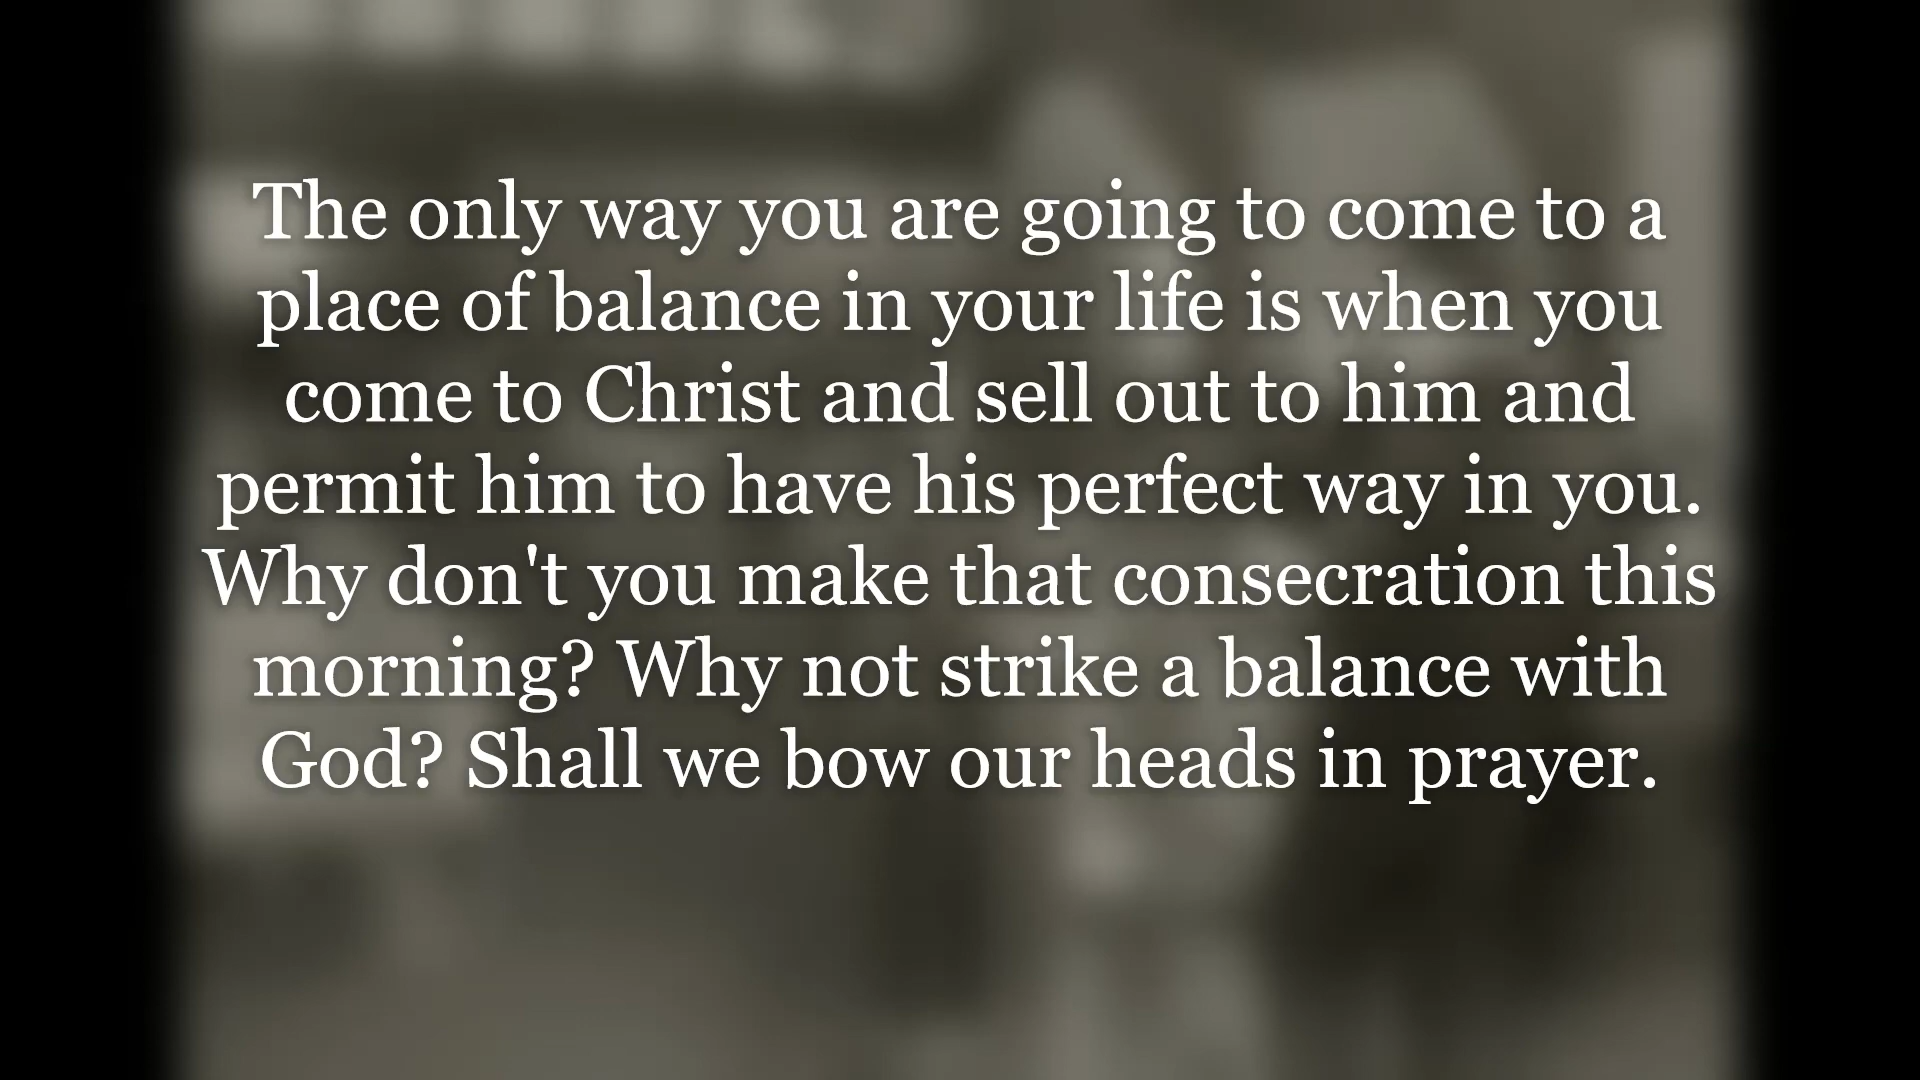 The only way you are going to come to a
place of balance in your life is when you
come to Christ and sell out to him and
permit him to have his perfect way in you.
Why don't you make that consecration this
morning? Why not strike a balance with
God? Shall we bow our heads in prayer.